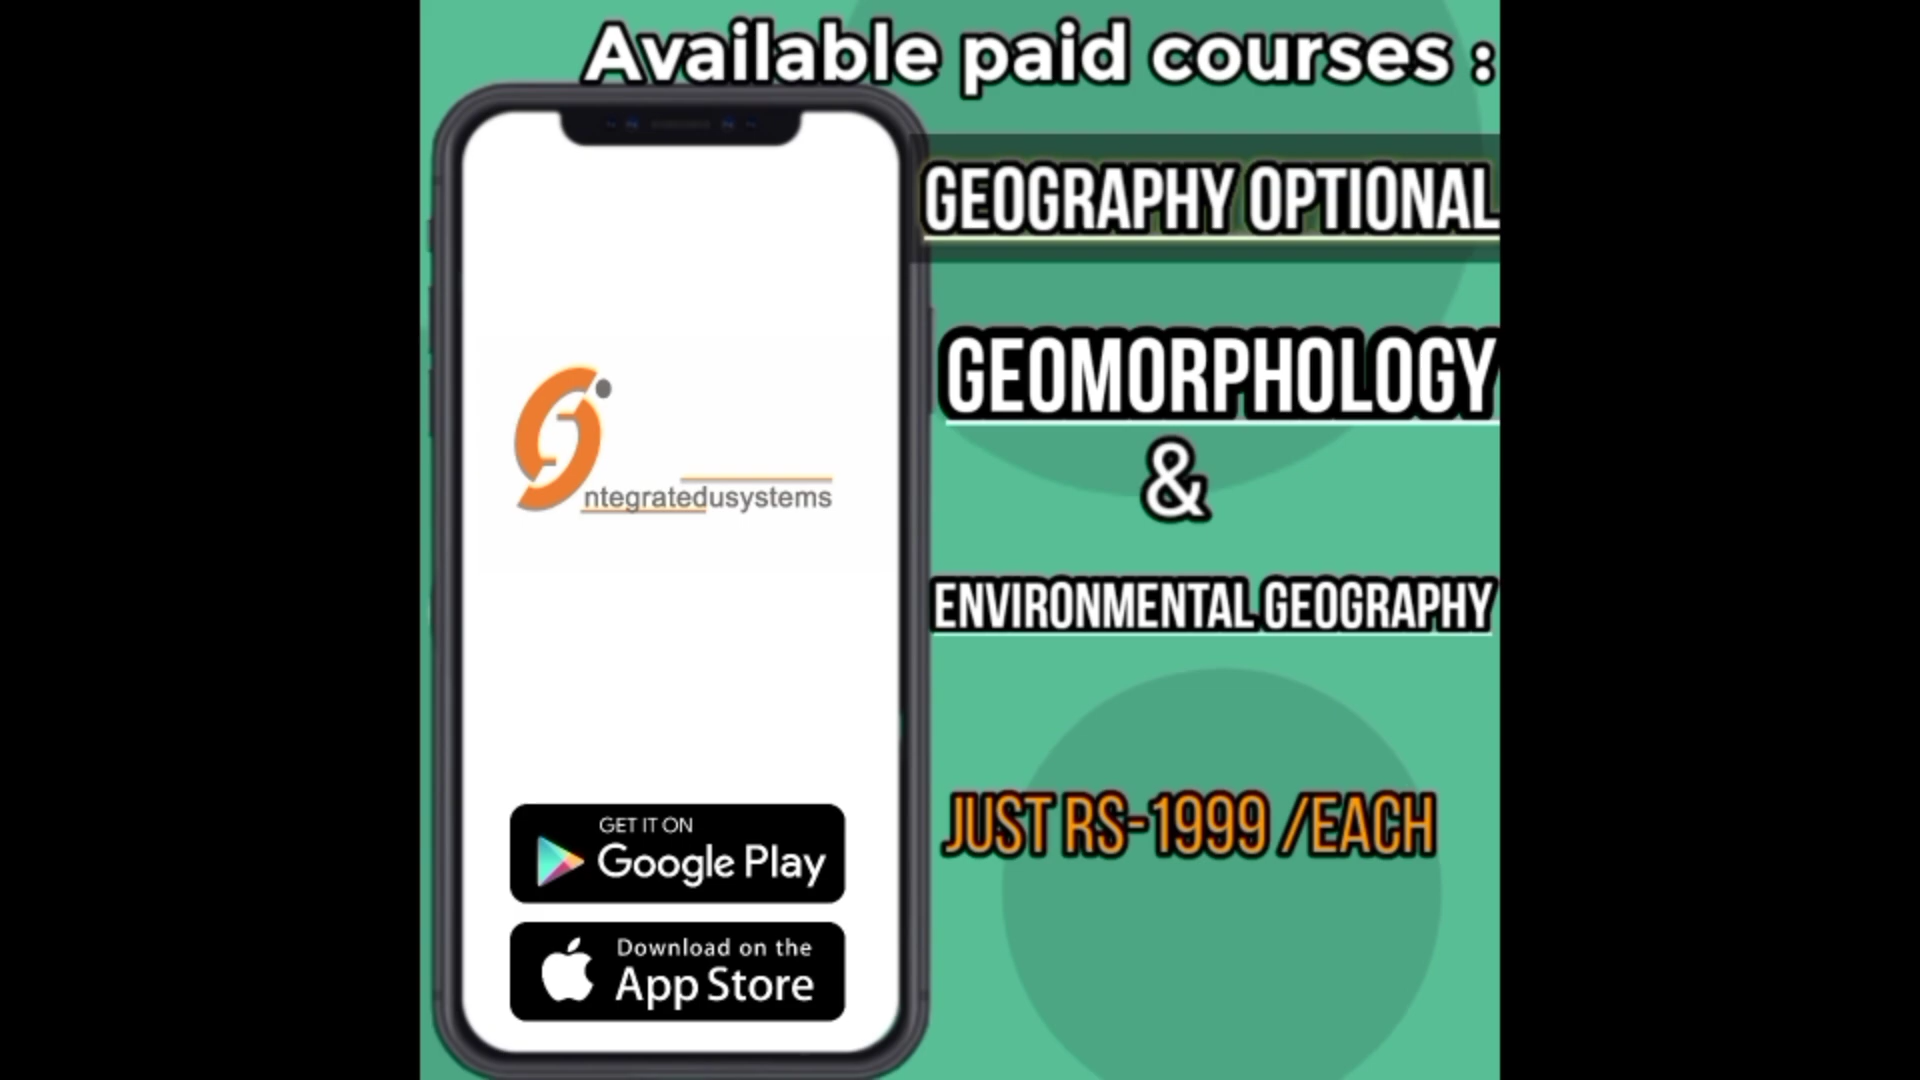 Available paid courses :
GEOGRAPHY OPTIONAL
GEOMORPHOLOGY
&
ENVIRONMENTAL GEOGRAPHY
JUST RS-1999 /EACH
ntegratedusystems
GET IT ON
Google Play
Download on the
App Store